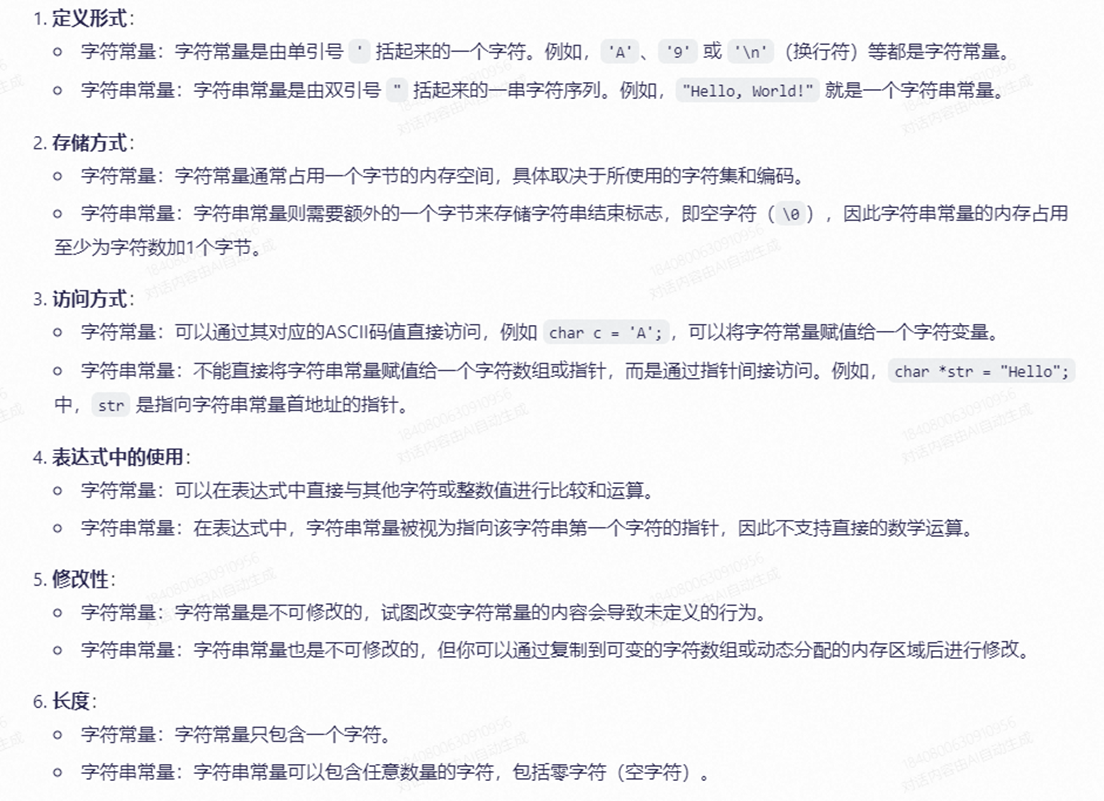 1. 定义形式：
○ 字符常量：字符常量是由单引号 ' 括起来的一个字符。例如， 'A' 、 '9' 或 '\n' （换行符）等都是字符常量。
○ 字符串常量：字符串常量是由双引号 " 括起来的一串字符序列。例如， "Hello, World!" 就是一个字符串常量。
2. 存储方式：
○ 字符常量：字符常量通常占用一个字节的内存空间，具体取决于所使用的字符集和编码。
○ 字符串常量：字符串常量则需要额外的一个字节来存储字符串结束标志，即空字符（ \0 ），因此字符串常量的内存占用
至少为字符数加1个字节。
3. 访问方式：
○ 字符常量：可以通过其对应的ASCII码值直接访问，例如 char c = 'A'; ，可以将字符常量赋值给一个字符变量。
○ 字符串常量：不能直接将字符串常量赋值给一个字符数组或指针，而是通过指针间接访问。例如， char *str = "Hello";
中， str 是指向字符串常量首地址的指针。
4. 表达式中的使用：
○ 字符常量：可以在表达式中直接与其他字符或整数值进行比较和运算。
○ 字符串常量：在表达式中，字符串常量被视为指向该字符串第一个字符的指针，因此不支持直接的数学运算。
5. 修改性：
○ 字符常量：字符常量是不可修改的，试图改变字符常量的内容会导致未定义的行为。
○ 字符串常量：字符串常量也是不可修改的，但你可以通过复制到可变的字符数组或动态分配的内存区域后进行修改。
6. 长度：
○ 字符常量：字符常量只包含一个字符。
○ 字符串常量：字符串常量可以包含任意数量的字符，包括零字符（空字符）。